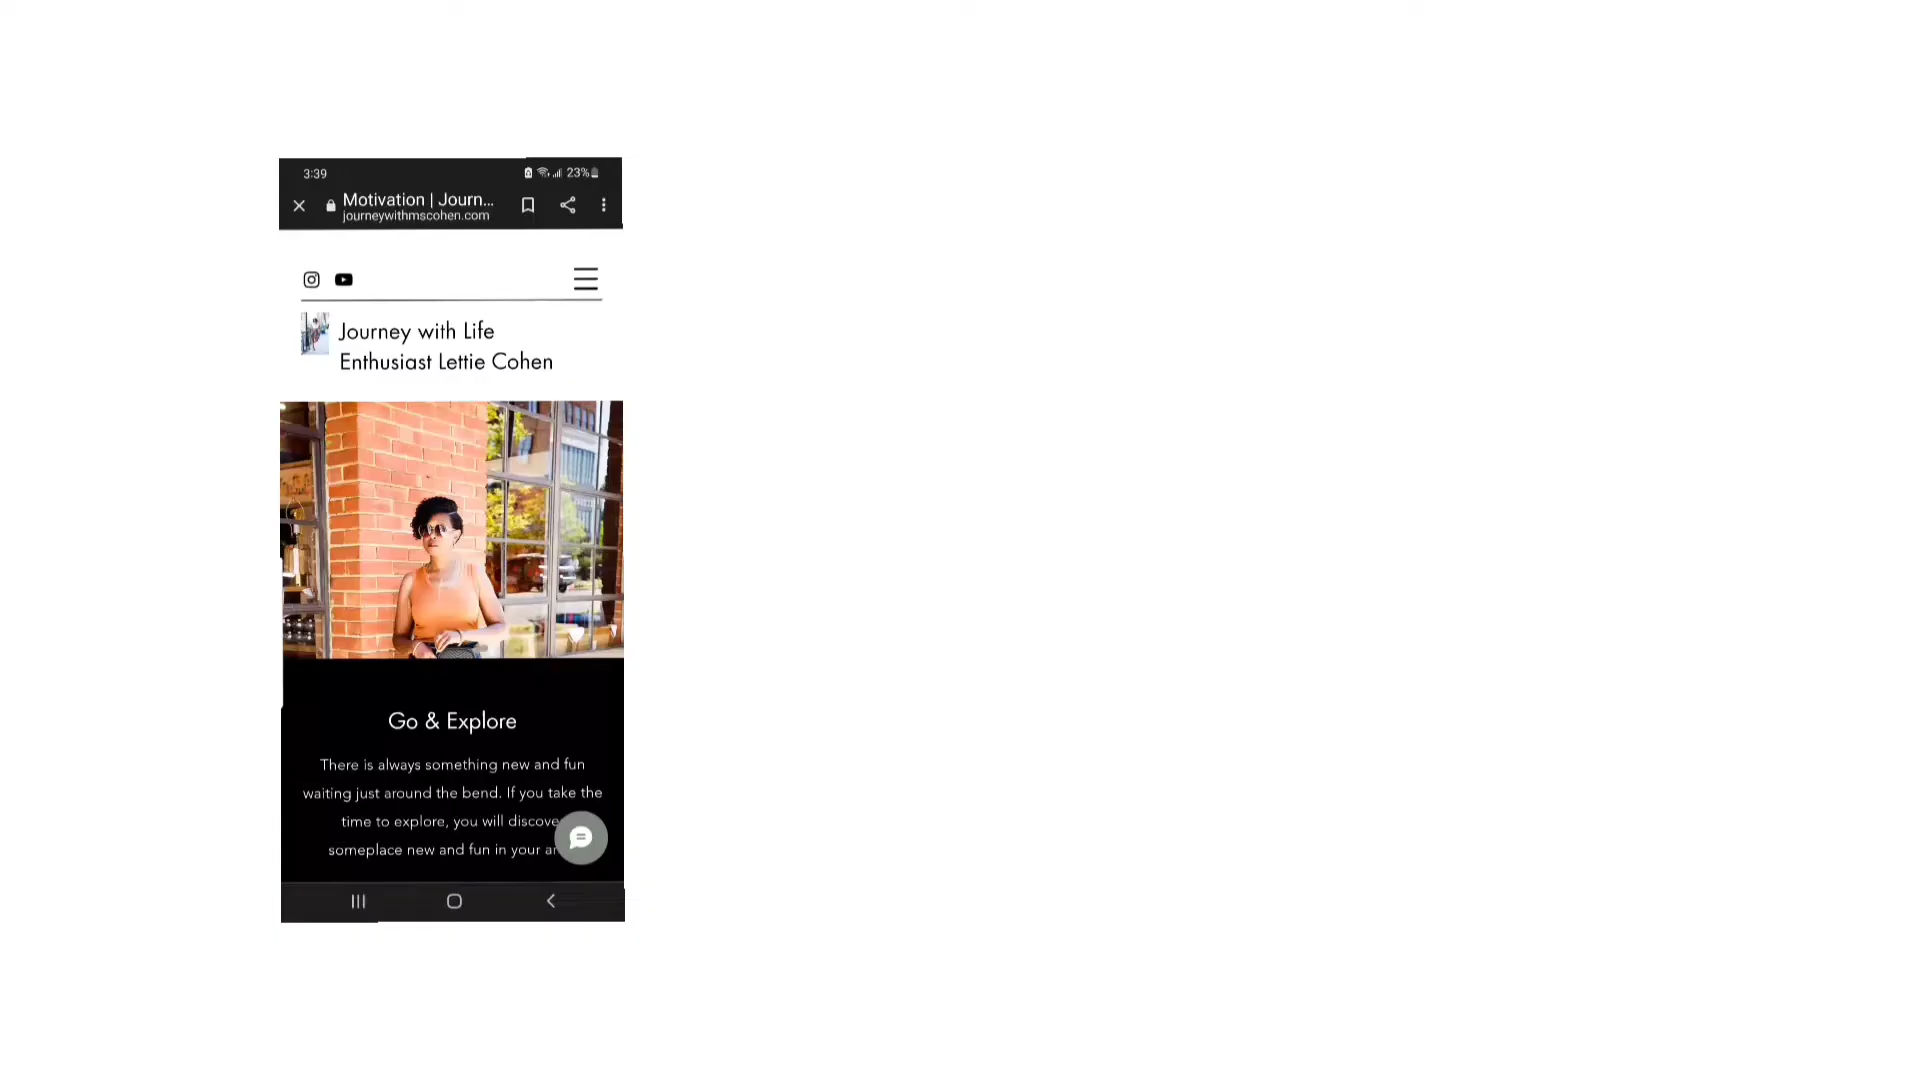 3:39
23%
Motivation | Journ...
journeywithmscohen.com
Journey with Life
Enthusiast Lettie Cohen
Go & Explore
There is always something new and fun
waiting just around the bend. If you take the
time to explore, you will
someplace new and fun in your